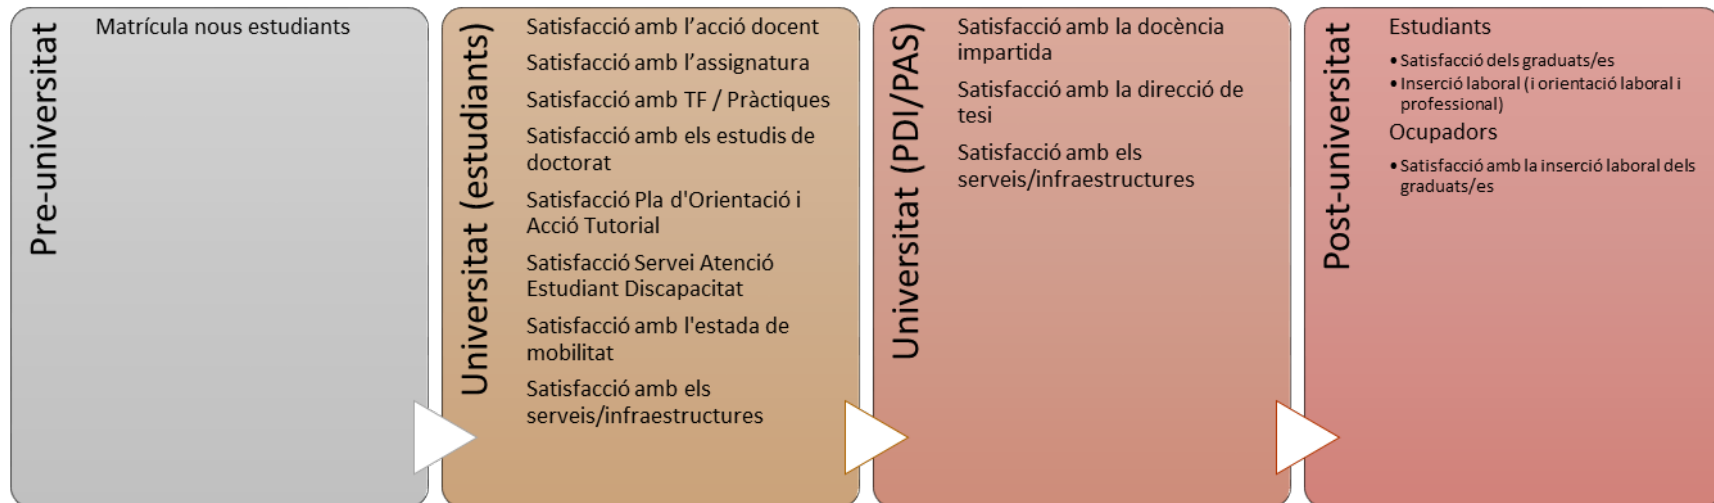 Pre-universitat
Matrícula nous estudiants
Universitat (estudiants)
Satisfacció amb l’acció docent
Satisfacció amb l’assignatura
Satisfacció amb TF / Pràctiques
Satisfacció amb els estudis de
doctorat
Satisfacció Pla d'Orientació i
Acció Tutorial
Satisfacció Servei Atenció
Estudiant Discapacitat
Satisfacció amb l'estada de
mobilitat
Satisfacció amb els
serveis/infraestructures
Universitat (PDI/PAS)
Satisfacció amb la docència
impartida
Satisfacció amb la direcció de
tesi
Satisfacció amb els
serveis/infraestructures
Post-universitat
Estudiants
• Satisfacció dels graduats/es
• Inserció laboral (i orientació laboral i
professional)
Ocupadors
• Satisfacció amb la inserció laboral dels
graduats/es